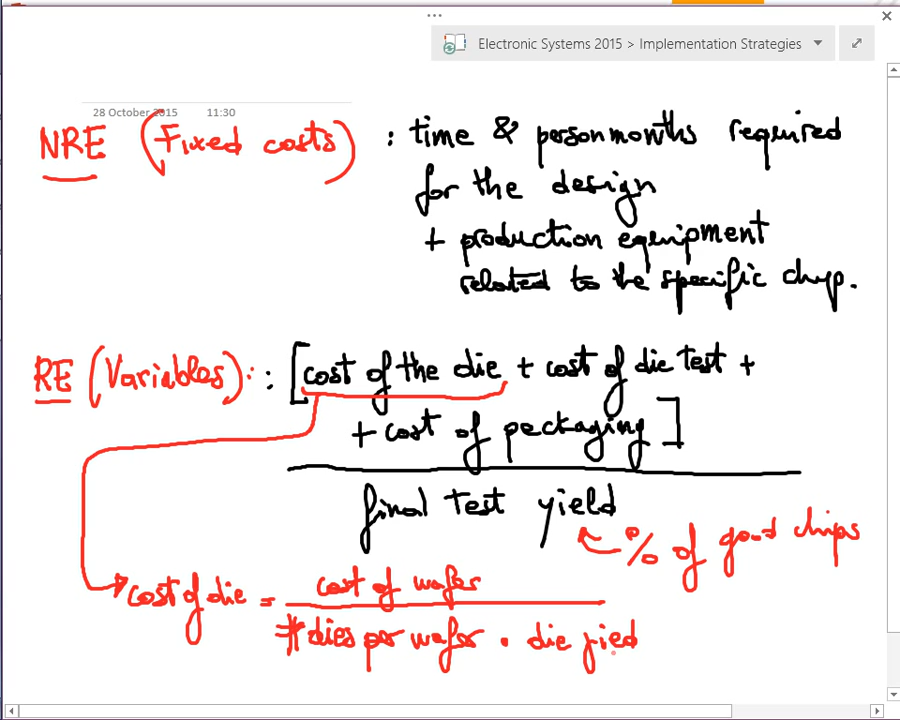 Electronic Systems 2015 > Implementation Strategies
28 October 2015 11:30
NRE (Fixed costs) : time & personmonths required
for the design
+ production equipment
related to the specific chip.
RE (Variables): : [cost of the die + cost of die test +
+ cost of packaging]
final test yield
% of good chips
cost of die = cost of wafer
# dies per wafer · die yied